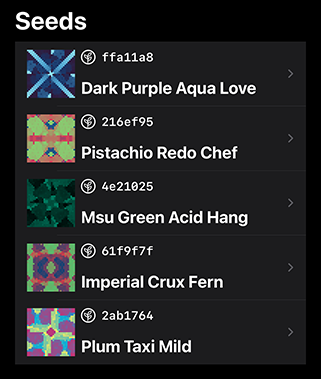 Seeds
ffa11a8
Dark Purple Aqua Love
216ef95
Pistachio Redo Chef
4e21025
Msu Green Acid Hang
61f9f7f
Imperial Crux Fern
2ab1764
Plum Taxi Mild